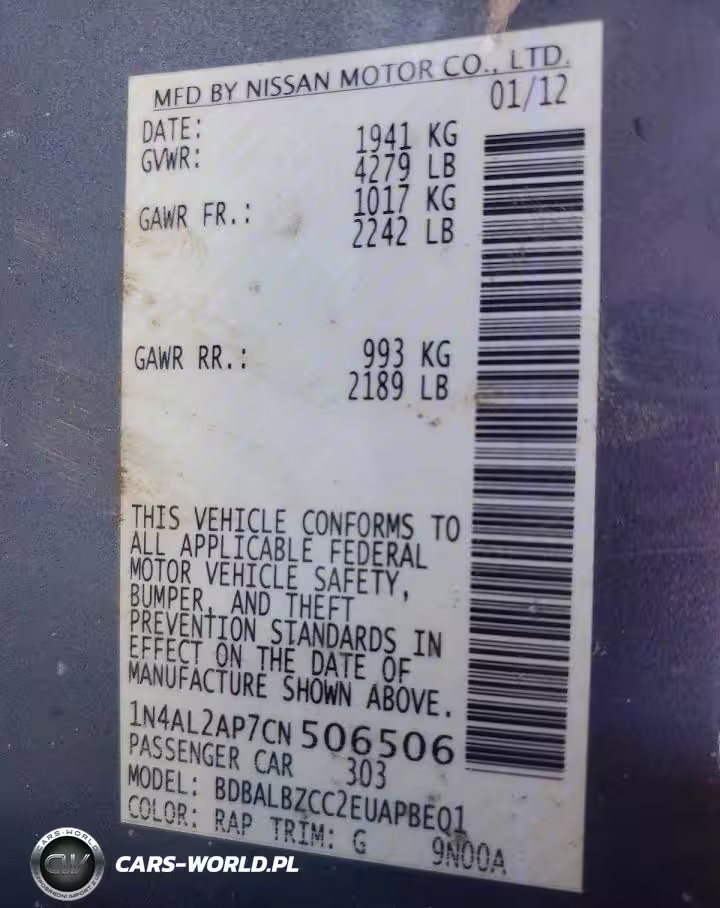 MFD BY NISSAN MOTOR CO., LTD.
DATE: 01/12
GVWR: 1941 KG
4279 LB
GAWR FR.: 1017 KG
2242 LB
GAWR RR.: 993 KG
2189 LB
THIS VEHICLE CONFORMS TO
ALL APPLICABLE FEDERAL
MOTOR VEHICLE SAFETY,
BUMPER, AND THEFT
PREVENTION STANDARDS IN
EFFECT ON THE DATE OF
MANUFACTURE SHOWN ABOVE.
1N4AL2AP7CN 506506
PASSENGER CAR 303
MODEL: BDBALBZCC2EUAPBEQ1
COLOR: RAP TRIM: G 9N00A
CARS-WORLD
CW
CARS-WORLD.PL